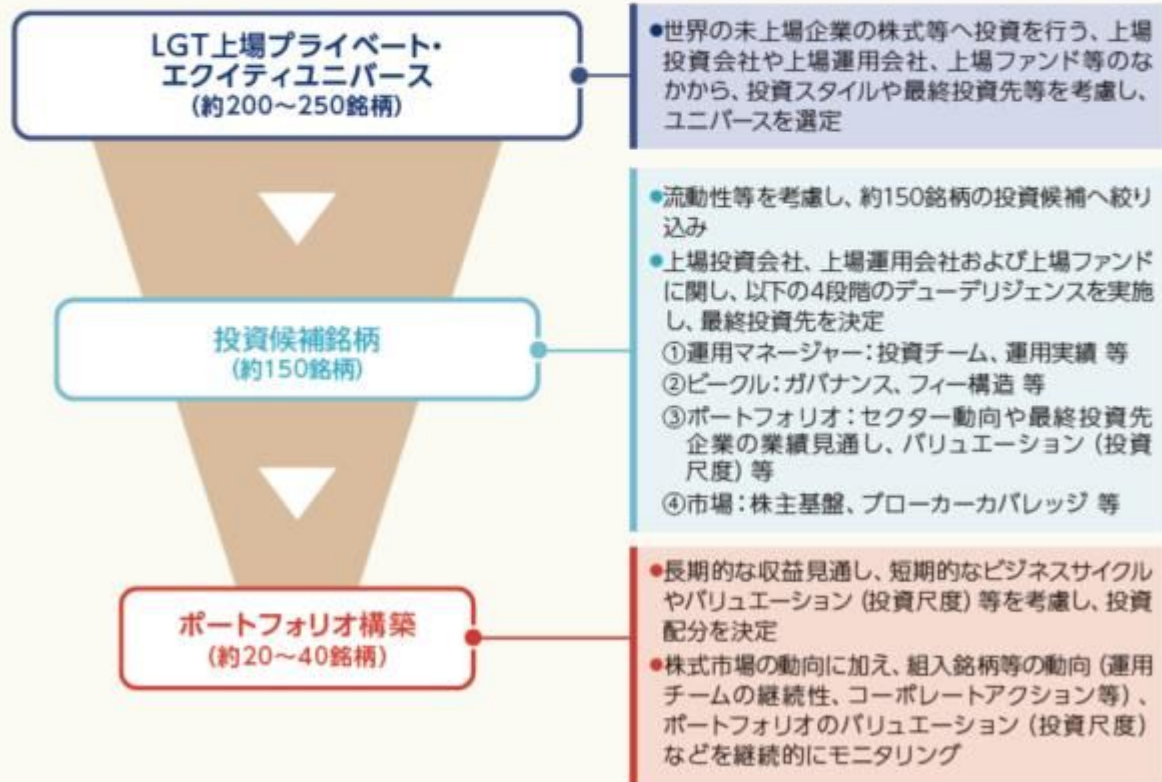 LGT上場プライベート・
エクイティユニバース
(約200～250銘柄)
●世界の未上場企業の株式等へ投資を行う、上場
投資会社や上場運用会社、上場ファンド等のな
かから、投資スタイルや最終投資先等を考慮し、
ユニバースを選定
投資候補銘柄
(約150銘柄)
●流動性等を考慮し、約150銘柄の投資候補へ絞り
込み
●上場投資会社、上場運用会社および上場ファンド
に関し、以下の4段階のデューデリジェンスを実施
し、最終投資先を決定
①運用マネージャー：投資チーム、運用実績 等
②ビークル：ガバナンス、フィー構造 等
③ポートフォリオ：セクター動向や最終投資先
企業の業績見通し、バリュエーション（投資
尺度）等
④市場：株主基盤、ブローカーカバレッジ 等
ポートフォリオ構築
(約20～40銘柄)
●長期的な収益見通し、短期的なビジネスサイクル
やバリュエーション（投資尺度）等を考慮し、投資
配分を決定
●株式市場の動向に加え、組入銘柄等の動向（運用
チームの継続性、コーポレートアクション等）、
ポートフォリオのバリュエーション（投資尺度）
などを継続的にモニタリング